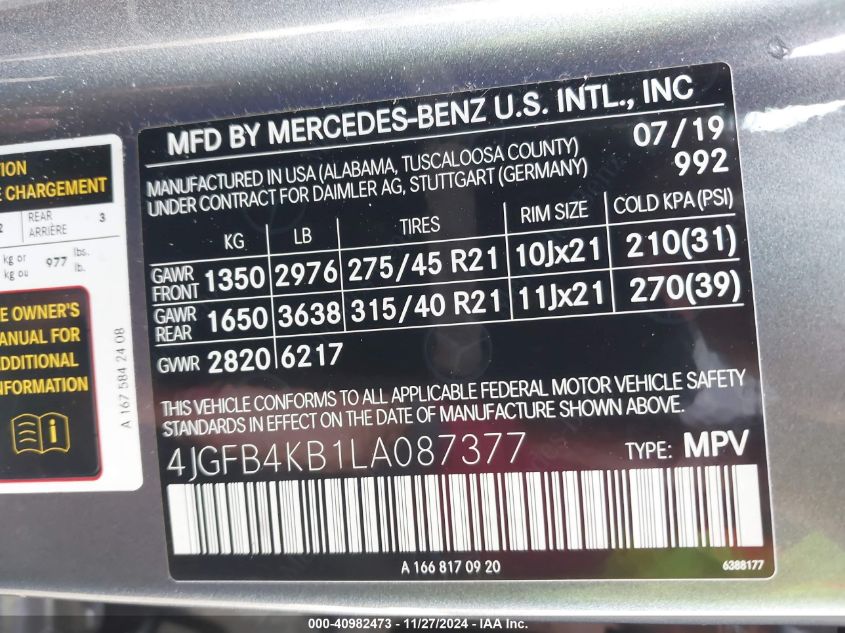 MFD BY MERCEDES-BENZ U.S. INTL., INC
07/19
MANUFACTURED IN USA (ALABAMA, TUSCALOOSA COUNTY) 992
UNDER CONTRACT FOR DAIMLER AG, STUTTGART (GERMANY)
KG LB TIRES RIM SIZE COLD KPA (PSI)
GAWR FRONT 1350 2976 275/45 R21 10Jx21 210(31)
GAWR REAR 1650 3638 315/40 R21 11Jx21 270(39)
GVWR 2820 6217
THIS VEHICLE CONFORMS TO ALL APPLICABLE FEDERAL MOTOR VEHICLE SAFETY
STANDARDS IN EFFECT ON THE DATE OF MANUFACTURE SHOWN ABOVE.
4JGFB4KB1LA087377 TYPE: MPV
A 166 817 09 20 6388177
CHARGEMENT
REAR 3
ARRIÈRE
kg or 977 lbs.
kg ou lb.
OWNER'S
FOR
A 167 584 24 08
000-40982473 - 11/27/2024 - IAA Inc.